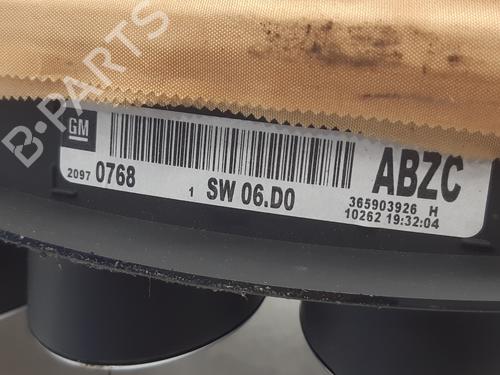 B-PARTS
GM
2097 0768
1 SW 06.D0
ABZC
365903926 H
10262 19:32:04